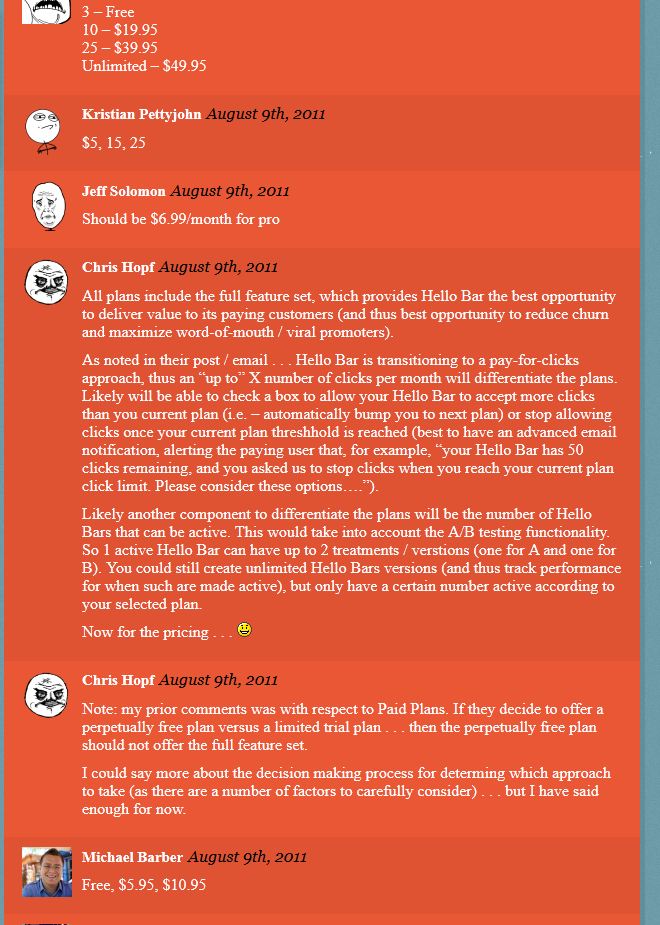 3 – Free
10 – $19.95
25 – $39.95
Unlimited – $49.95
Kristian Pettyjohn August 9th, 2011
$5, 15, 25
Jeff Solomon August 9th, 2011
Should be $6.99/month for pro
Chris Hopf August 9th, 2011
All plans include the full feature set, which provides Hello Bar the best opportunity
to deliver value to its paying customers (and thus best opportunity to reduce churn
and maximize word-of-mouth / viral promoters).
As noted in their post / email . . . Hello Bar is transitioning to a pay-for-clicks
approach, thus an “up to” X number of clicks per month will differentiate the plans.
Likely will be able to check a box to allow your Hello Bar to accept more clicks
than you current plan (i.e. – automatically bump you to next plan) or stop allowing
clicks once your current plan threshhold is reached (best to have an advanced email
notification, alerting the paying user that, for example, “your Hello Bar has 50
clicks remaining, and you asked us to stop clicks when you reach your current plan
click limit. Please consider these options….”).
Likely another component to differentiate the plans will be the number of Hello
Bars that can be active. This would take into account the A/B testing functionality.
So 1 active Hello Bar can have up to 2 treatments / verstions (one for A and one for
B). You could still create unlimited Hello Bars versions (and thus track performance
for when such are made active), but only have a certain number active according to
your selected plan.
Now for the pricing . . .
Chris Hopf August 9th, 2011
Note: my prior comments was with respect to Paid Plans. If they decide to offer a
perpetually free plan versus a limited trial plan . . . then the perpetually free plan
should not offer the full feature set.
I could say more about the decision making process for determing which approach
to take (as there are a number of factors to carefully consider) . . . but I have said
enough for now.
Michael Barber August 9th, 2011
Free, $5.95, $10.95